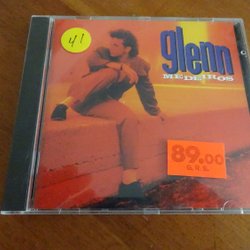 41
glenn
MEDEIROS
89.00
G. R. S.